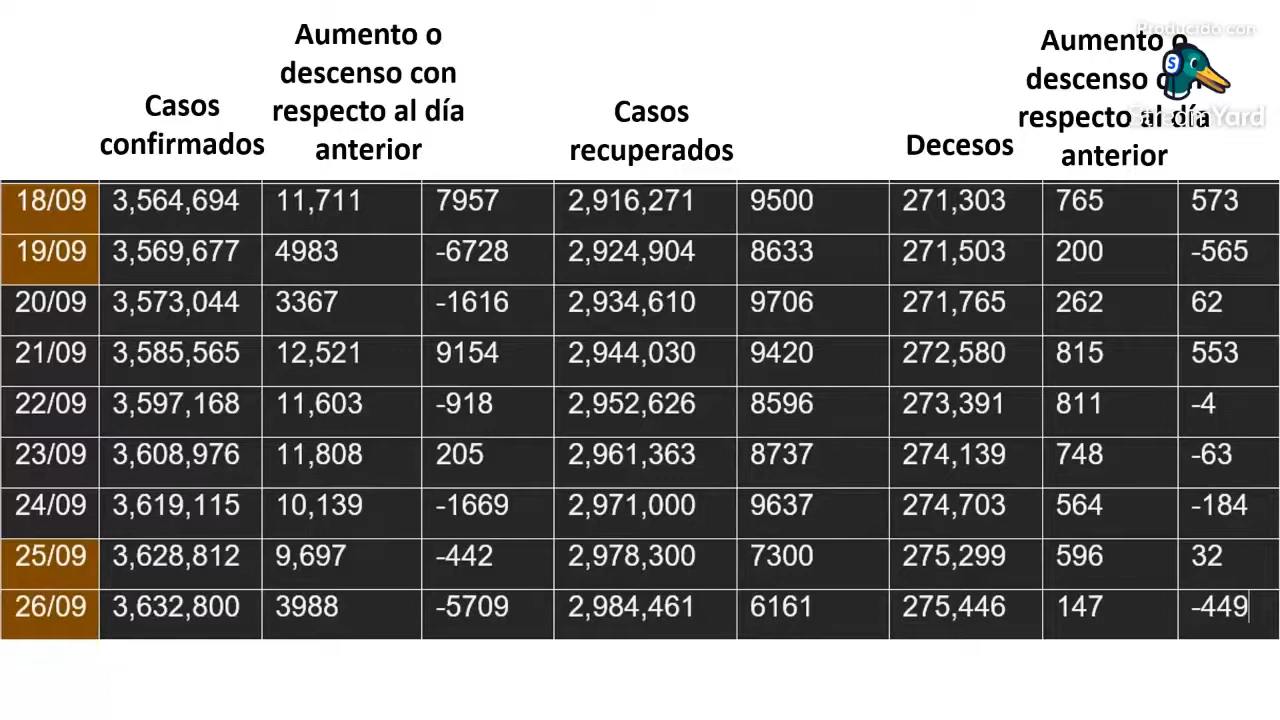 Aumento o
descenso con
respecto al día
anterior
Casos
confirmados
Casos
recuperados
Decesos
Aumento o
descenso con
respecto al día
anterior
Producido con
S
StreamYard
18/09 3,564,694 11,711 7957 2,916,271 9500 271,303 765 573
19/09 3,569,677 4983 -6728 2,924,904 8633 271,503 200 -565
20/09 3,573,044 3367 -1616 2,934,610 9706 271,765 262 62
21/09 3,585,565 12,521 9154 2,944,030 9420 272,580 815 553
22/09 3,597,168 11,603 -918 2,952,626 8596 273,391 811 -4
23/09 3,608,976 11,808 205 2,961,363 8737 274,139 748 -63
24/09 3,619,115 10,139 -1669 2,971,000 9637 274,703 564 -184
25/09 3,628,812 9,697 -442 2,978,300 7300 275,299 596 32
26/09 3,632,800 3988 -5709 2,984,461 6161 275,446 147 -449